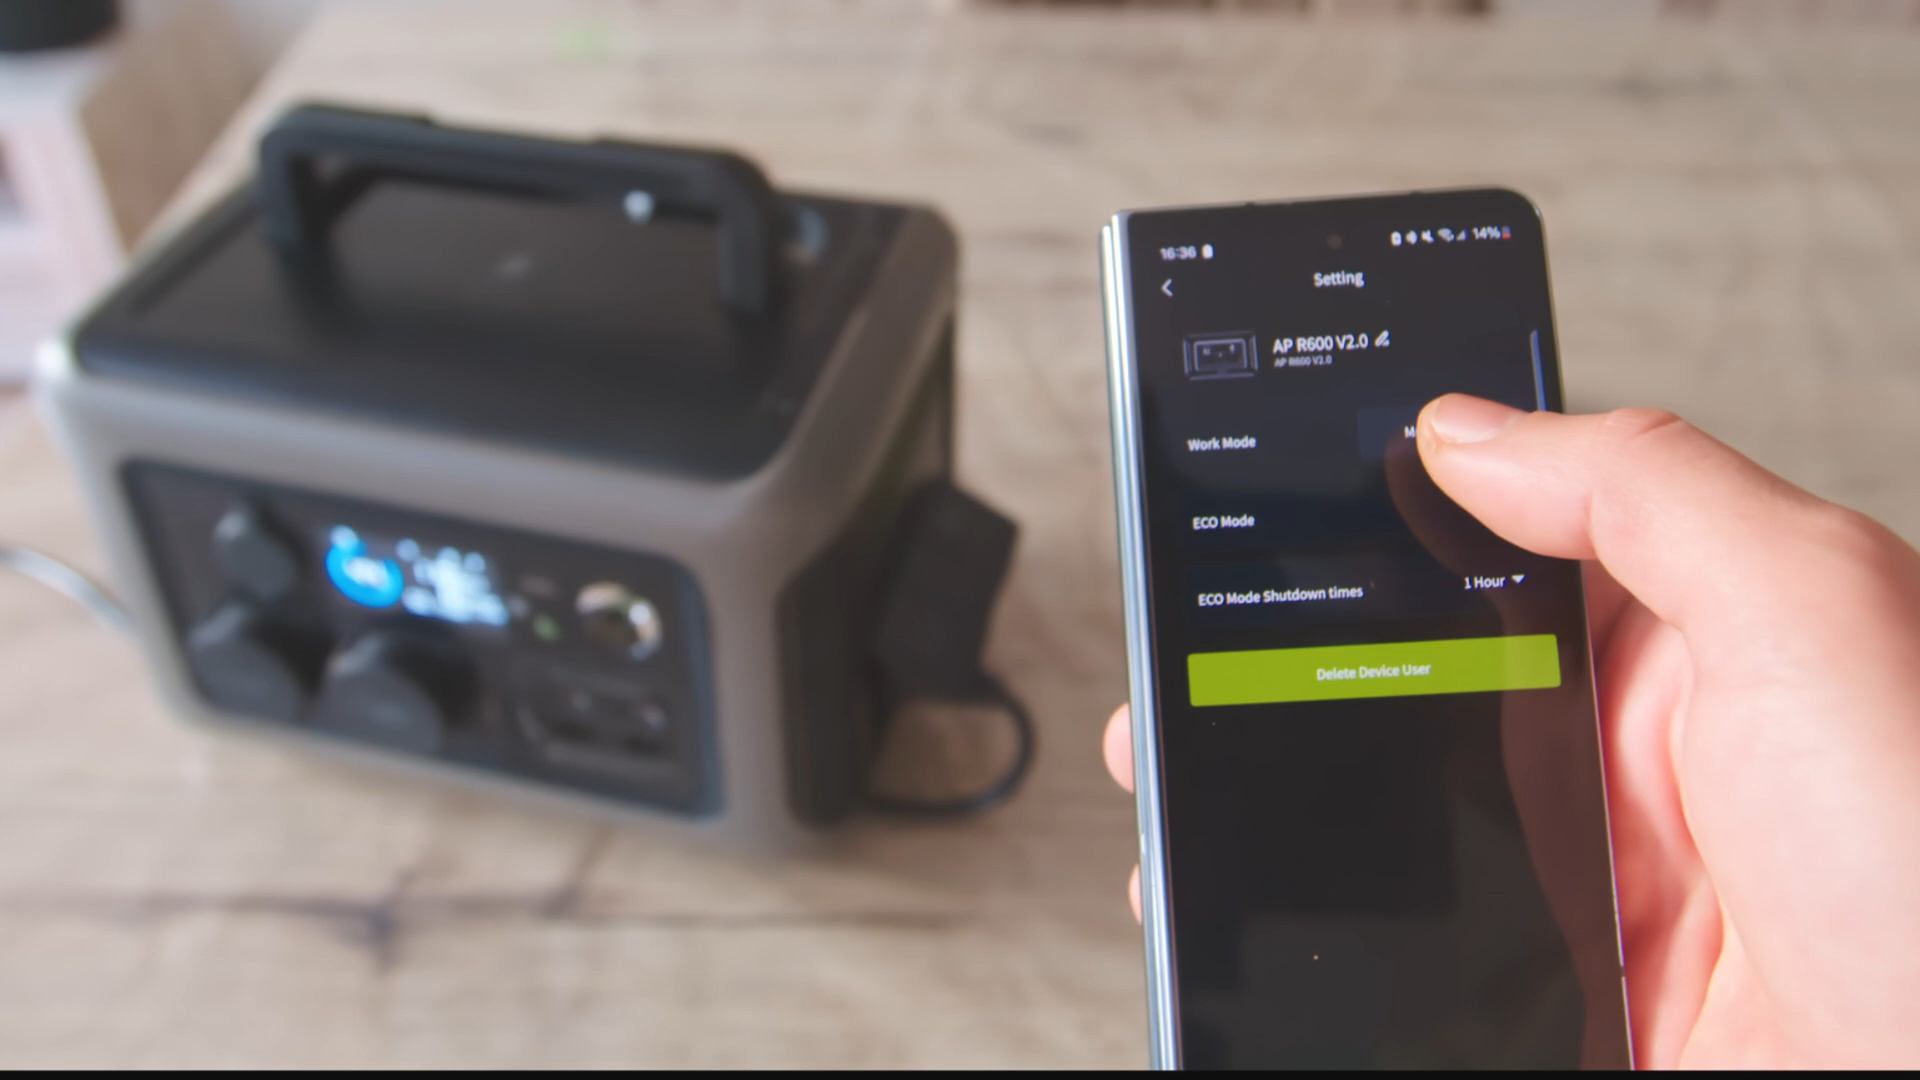 16:36 14%
Setting
AP R600 V2.0
AP R600 V2.0
Work Mode
ECO Mode
ECO Mode Shutdown times 1 Hour
Delete Device User